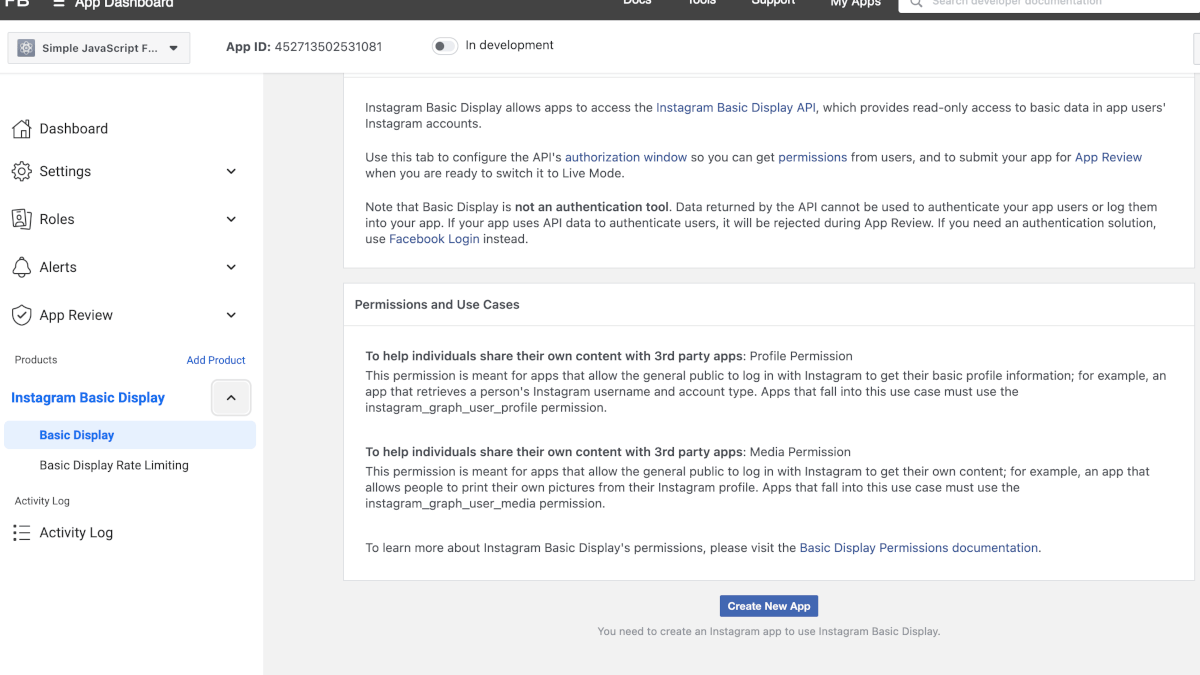 FB App Dashboard Docs Tools Support My Apps Search developer documentation
Simple JavaScript F... App ID: 452713502531081 In development
Dashboard
Settings
Roles
Alerts
App Review
Products Add Product
Instagram Basic Display
Basic Display
Basic Display Rate Limiting
Activity Log
Activity Log
Instagram Basic Display allows apps to access the Instagram Basic Display API, which provides read-only access to basic data in app users'
Instagram accounts.
Use this tab to configure the API's authorization window so you can get permissions from users, and to submit your app for App Review
when you are ready to switch it to Live Mode.
Note that Basic Display is not an authentication tool. Data returned by the API cannot be used to authenticate your app users or log them
into your app. If your app uses API data to authenticate users, it will be rejected during App Review. If you need an authentication solution,
use Facebook Login instead.
Permissions and Use Cases
To help individuals share their own content with 3rd party apps: Profile Permission
This permission is meant for apps that allow the general public to log in with Instagram to get their basic profile information; for example, an
app that retrieves a person's Instagram username and account type. Apps that fall into this use case must use the
instagram_graph_user_profile permission.
To help individuals share their own content with 3rd party apps: Media Permission
This permission is meant for apps that allow the general public to log in with Instagram to get their own content; for example, an app that
allows people to print their own pictures from their Instagram profile. Apps that fall into this use case must use the
instagram_graph_user_media permission.
To learn more about Instagram Basic Display's permissions, please visit the Basic Display Permissions documentation.
Create New App
You need to create an Instagram app to use Instagram Basic Display.